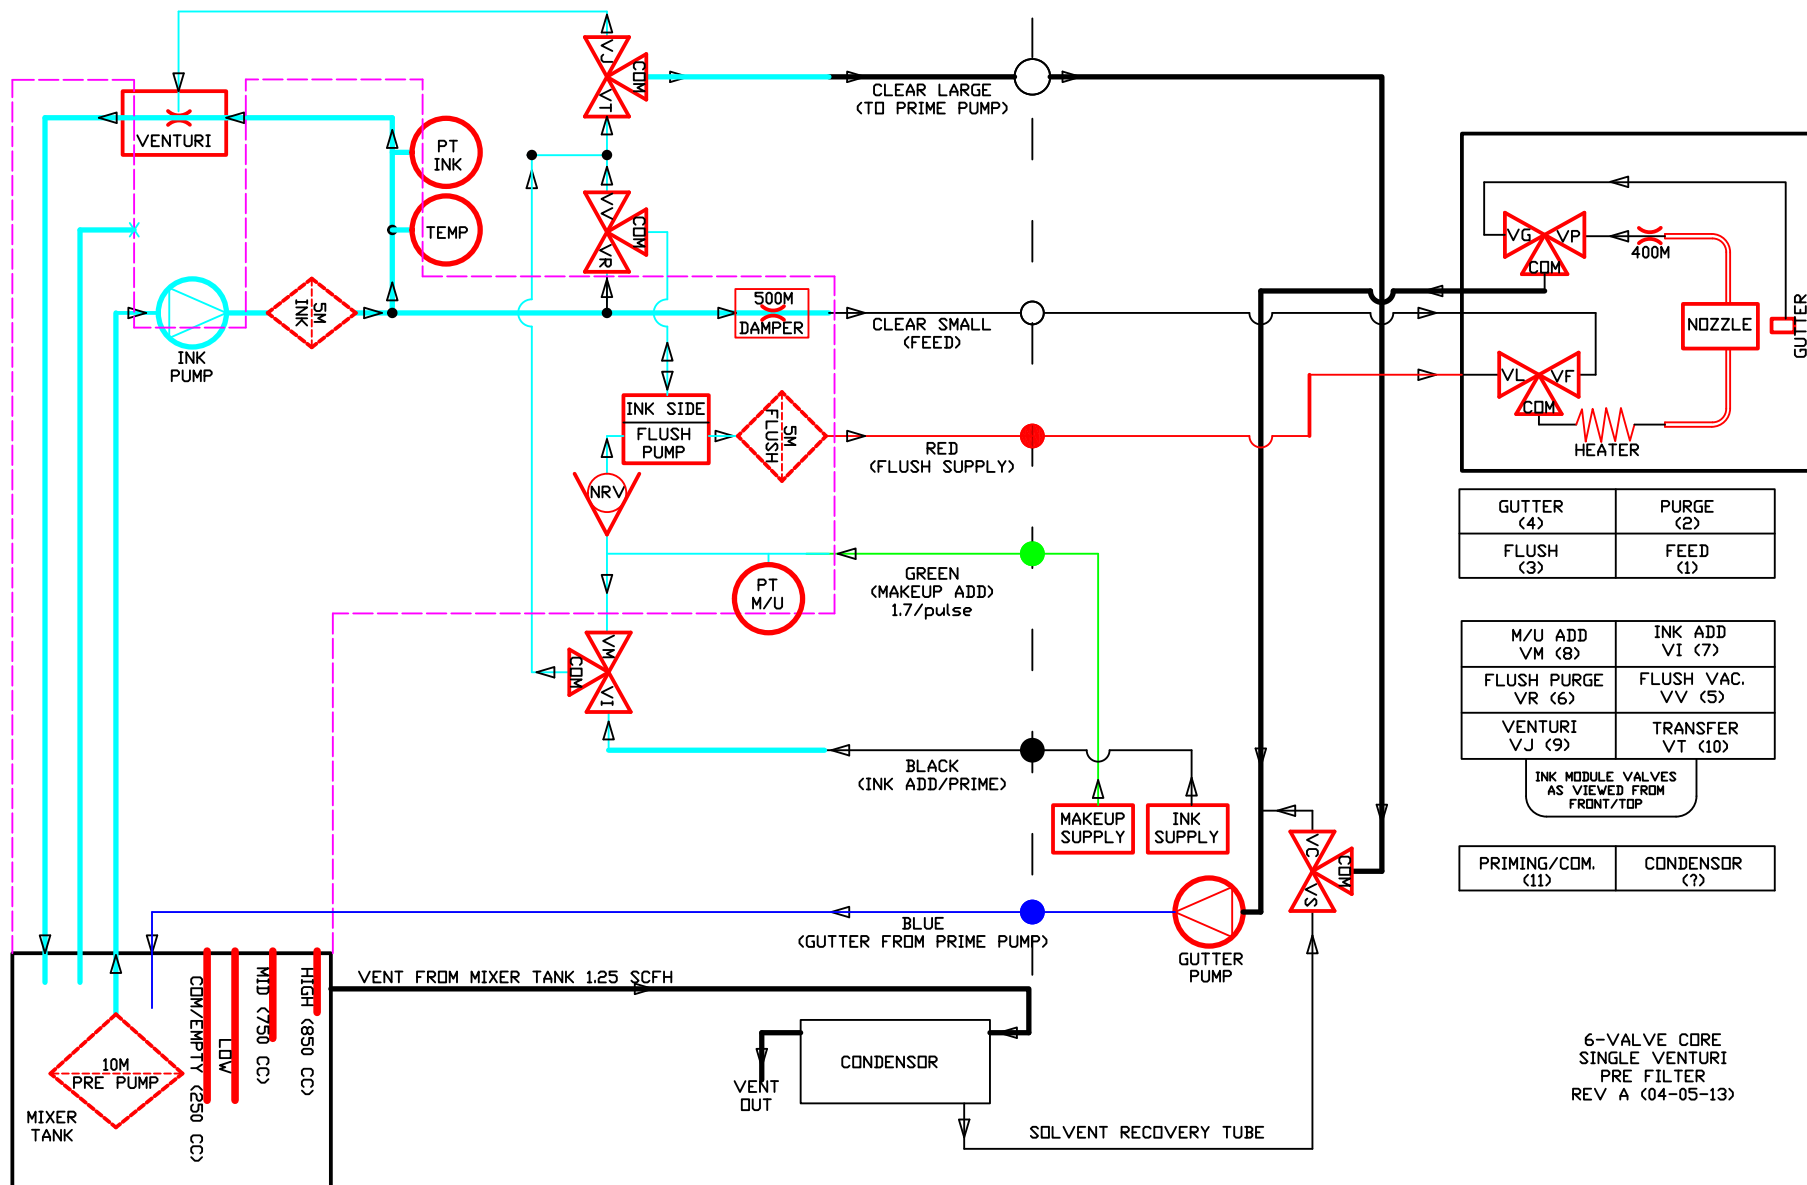 VJ
COM
VT
CLEAR LARGE
(TO PRIME PUMP)
VENTURI
PT
INK
TEMP
VV
COM
VR
INK
PUMP
5M
INK
500M
DAMPER
CLEAR SMALL
(FEED)
VG
VP
COM
400M
NOZZLE
GUTTER
VL
VF
COM
HEATER
INK SIDE
FLUSH
PUMP
5M
FLUSH
RED
(FLUSH SUPPLY)
NRV
GREEN
(MAKEUP ADD)
1.7/pulse
PT
M/U
VM
COM
VI
BLACK
(INK ADD/PRIME)
MAKEUP
SUPPLY
INK
SUPPLY
VC
COM
VS
BLUE
(GUTTER FROM PRIME PUMP)
GUTTER
PUMP
GUTTER
(4)
PURGE
(2)
FLUSH
(3)
FEED
(1)
M/U ADD
VM (8)
INK ADD
VI (7)
FLUSH PURGE
VR (6)
FLUSH VAC.
VV (5)
VENTURI
VJ (9)
TRANSFER
VT (10)
INK MODULE VALVES
AS VIEWED FROM
FRONT/TOP
PRIMING/COM.
(11)
CONDENSOR
(?)
VENT FROM MIXER TANK 1.25 SCFH
HIGH (850 CC)
MID (750 CC)
LOW
COM/EMPTY (250 CC)
10M
PRE PUMP
MIXER
TANK
CONDENSOR
VENT
OUT
SOLVENT RECOVERY TUBE
6-VALVE CORE
SINGLE VENTURI
PRE FILTER
REV A (04-05-13)